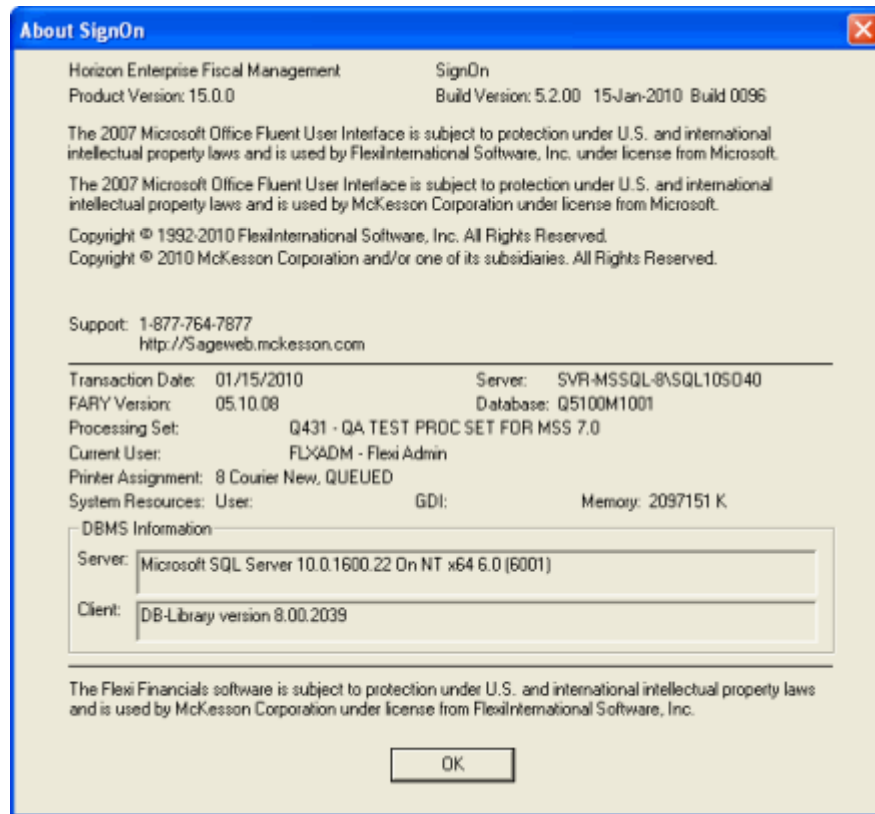 About SignOn
Horizon Enterprise Fiscal Management SignOn
Product Version: 15.0.0 Build Version: 5.2.00 15-Jan-2010 Build 0096
The 2007 Microsoft Office Fluent User Interface is subject to protection under U.S. and international
intellectual property laws and is used by FlexiInternational Software, Inc. under license from Microsoft.
The 2007 Microsoft Office Fluent User Interface is subject to protection under U.S. and international
intellectual property laws and is used by McKesson Corporation under license from Microsoft.
Copyright © 1992-2010 FlexiInternational Software, Inc. All Rights Reserved.
Copyright © 2010 McKesson Corporation and/or one of its subsidiaries. All Rights Reserved.
Support: 1-877-764-7877
http://Sageweb.mckesson.com
Transaction Date: 01/15/2010 Server: SVR-MSSQL-8\SQL10SO40
FARY Version: 05.10.08 Database: Q5100M1001
Processing Set: Q431 - QA TEST PROC SET FOR MSS 7.0
Current User: FLXADM - Flexi Admin
Printer Assignment: 8 Courier New, QUEUED
System Resources: User: GDI: Memory: 2097151 K
DBMS Information
Server: Microsoft SQL Server 10.0.1600.22 On NT x64 6.0 (6001)
Client: DB-Library version 8.00.2039
The Flexi Financials software is subject to protection under U.S. and international intellectual property laws
and is used by McKesson Corporation under license from FlexiInternational Software, Inc.
OK